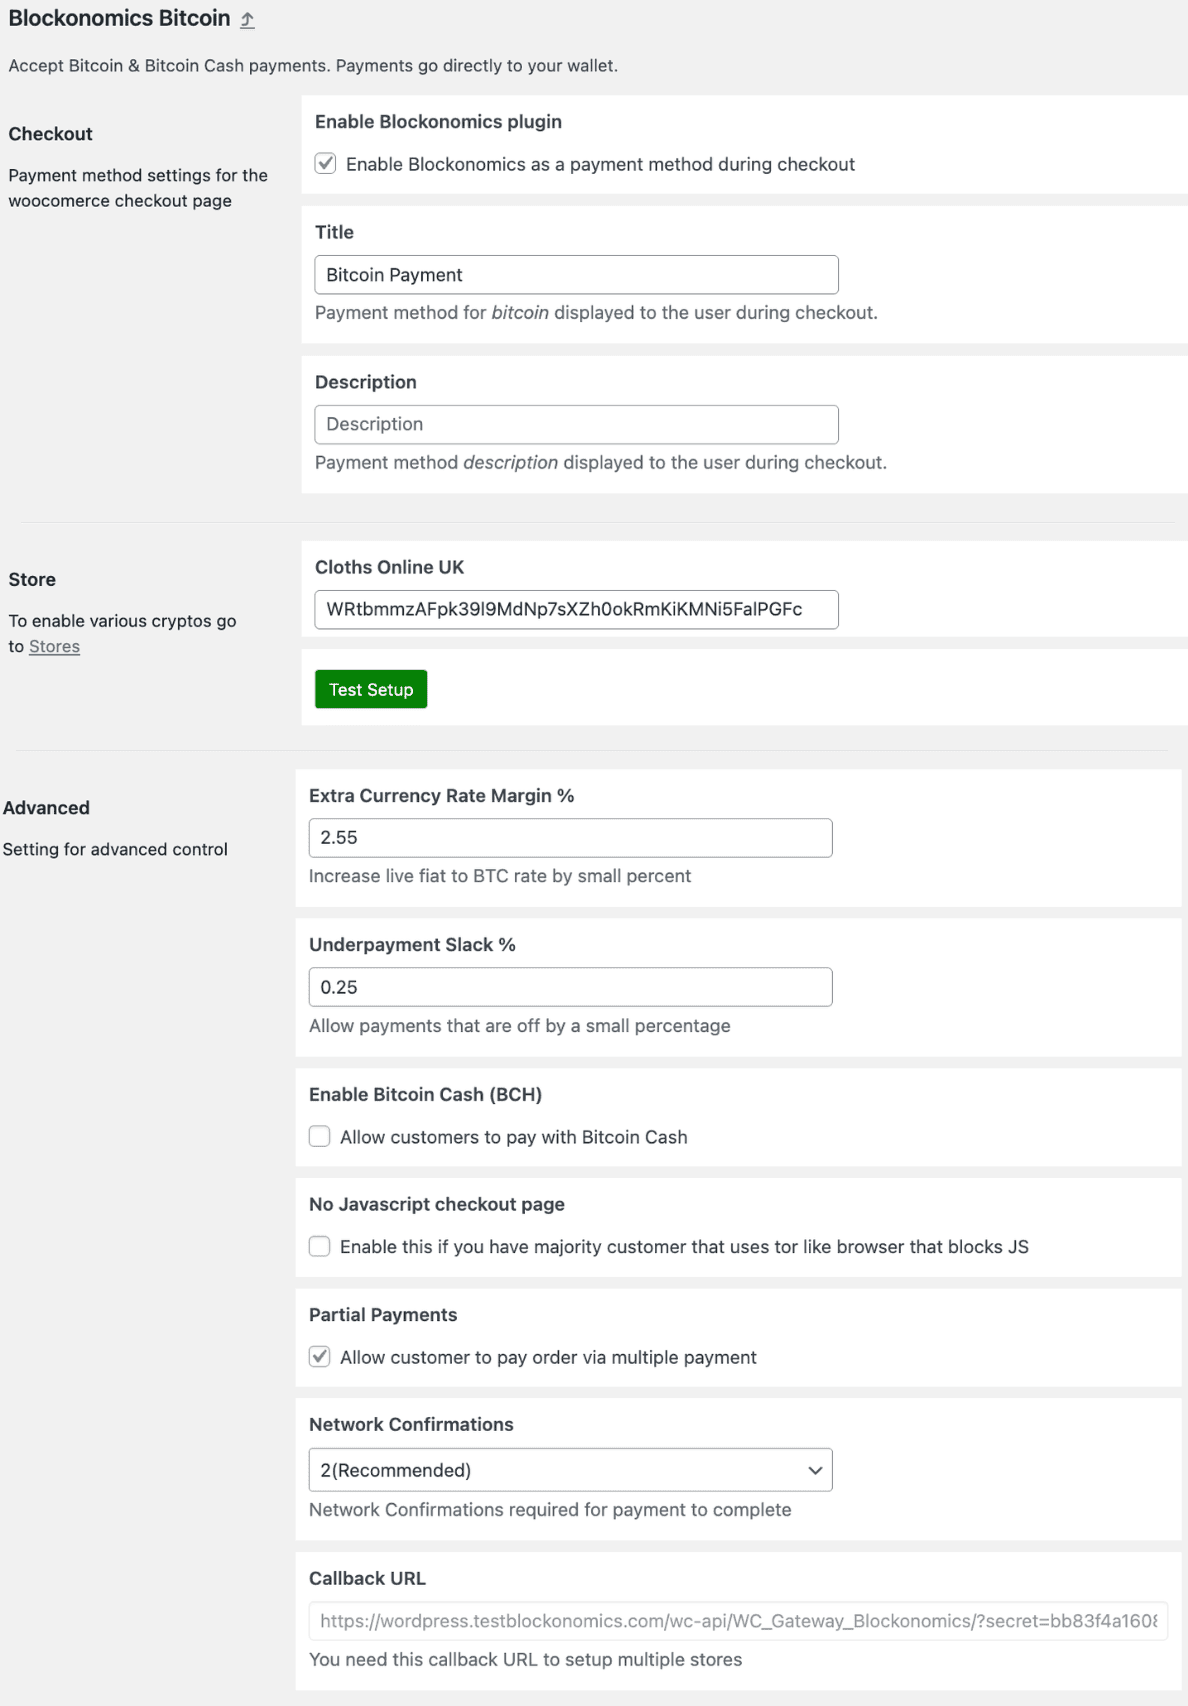 Blockonomics Bitcoin
Accept Bitcoin & Bitcoin Cash payments. Payments go directly to your wallet.
Checkout
Payment method settings for the
woocomerce checkout page
Enable Blockonomics plugin
Enable Blockonomics as a payment method during checkout
Title
Bitcoin Payment
Payment method for bitcoin displayed to the user during checkout.
Description
Description
Payment method description displayed to the user during checkout.
Store
To enable various cryptos go
to Stores
Cloths Online UK
WRtbmmzAFpk39l9MdNp7sXZh0okRmKiKMNi5FalPGFc
Test Setup
Advanced
Setting for advanced control
Extra Currency Rate Margin %
2.55
Increase live fiat to BTC rate by small percent
Underpayment Slack %
0.25
Allow payments that are off by a small percentage
Enable Bitcoin Cash (BCH)
Allow customers to pay with Bitcoin Cash
No Javascript checkout page
Enable this if you have majority customer that uses tor like browser that blocks JS
Partial Payments
Allow customer to pay order via multiple payment
Network Confirmations
2(Recommended)
Network Confirmations required for payment to complete
Callback URL
https://wordpress.testblockonomics.com/wc-api/WC_Gateway_Blockonomics/?secret=bb83f4a1608
You need this callback URL to setup multiple stores